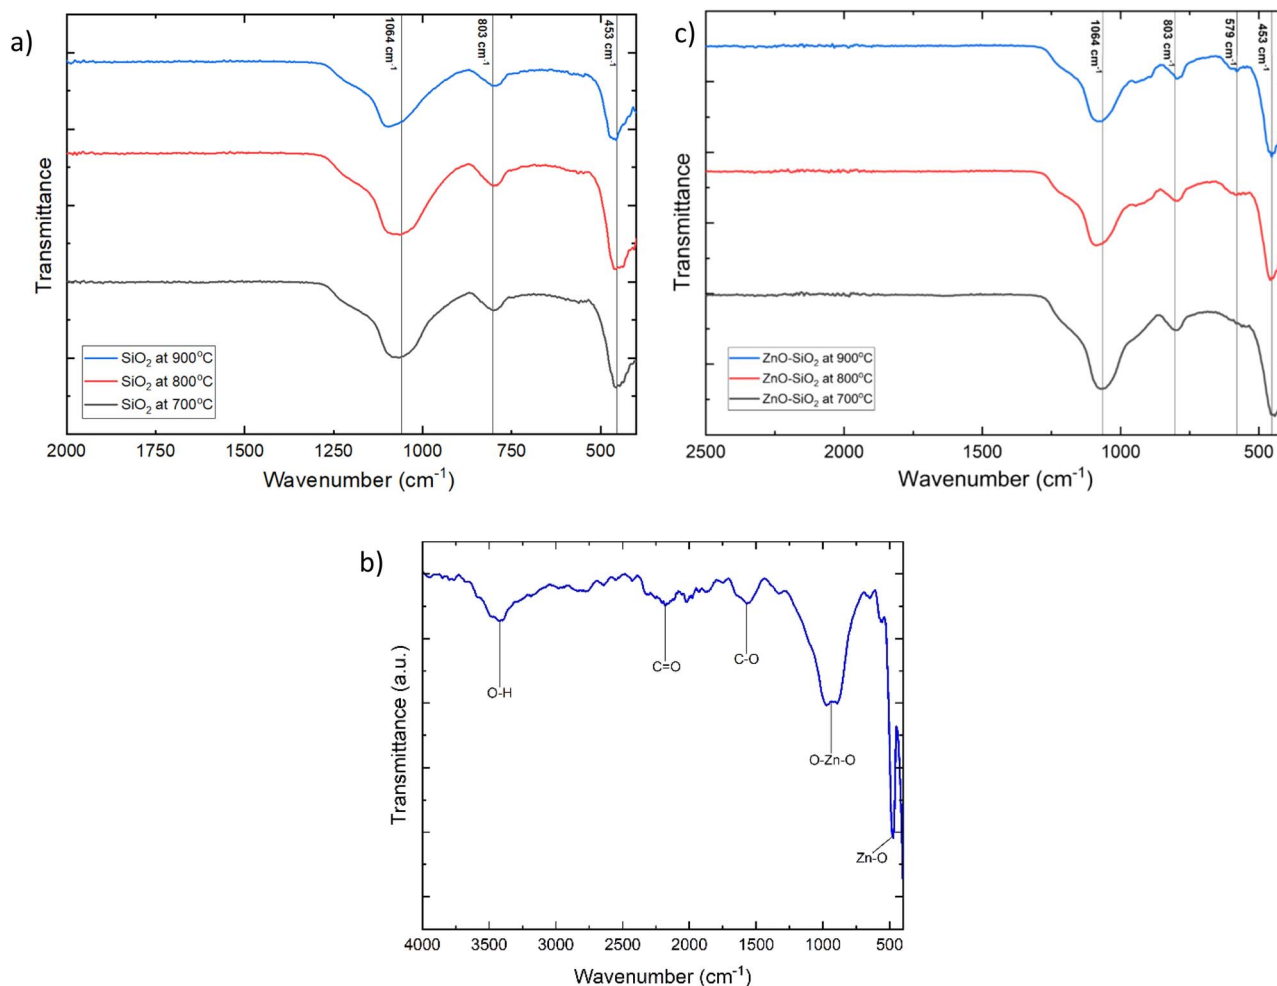 a)
1064 cm⁻¹
803 cm⁻¹
453 cm⁻¹
Transmittance
SiO₂ at 900°C
SiO₂ at 800°C
SiO₂ at 700°C
2000 1750 1500 1250 1000 750 500
Wavenumber (cm⁻¹)
c)
1064 cm⁻¹
803 cm⁻¹
579 cm⁻¹
453 cm⁻¹
Transmittance
ZnO-SiO₂ at 900°C
ZnO-SiO₂ at 800°C
ZnO-SiO₂ at 700°C
2500 2000 1500 1000 500
Wavenumber (cm⁻¹)
b)
Transmittance (a.u.)
O-H
C=O
C-O
O-Zn-O
Zn-O
4000 3500 3000 2500 2000 1500 1000 500
Wavenumber (cm⁻¹)